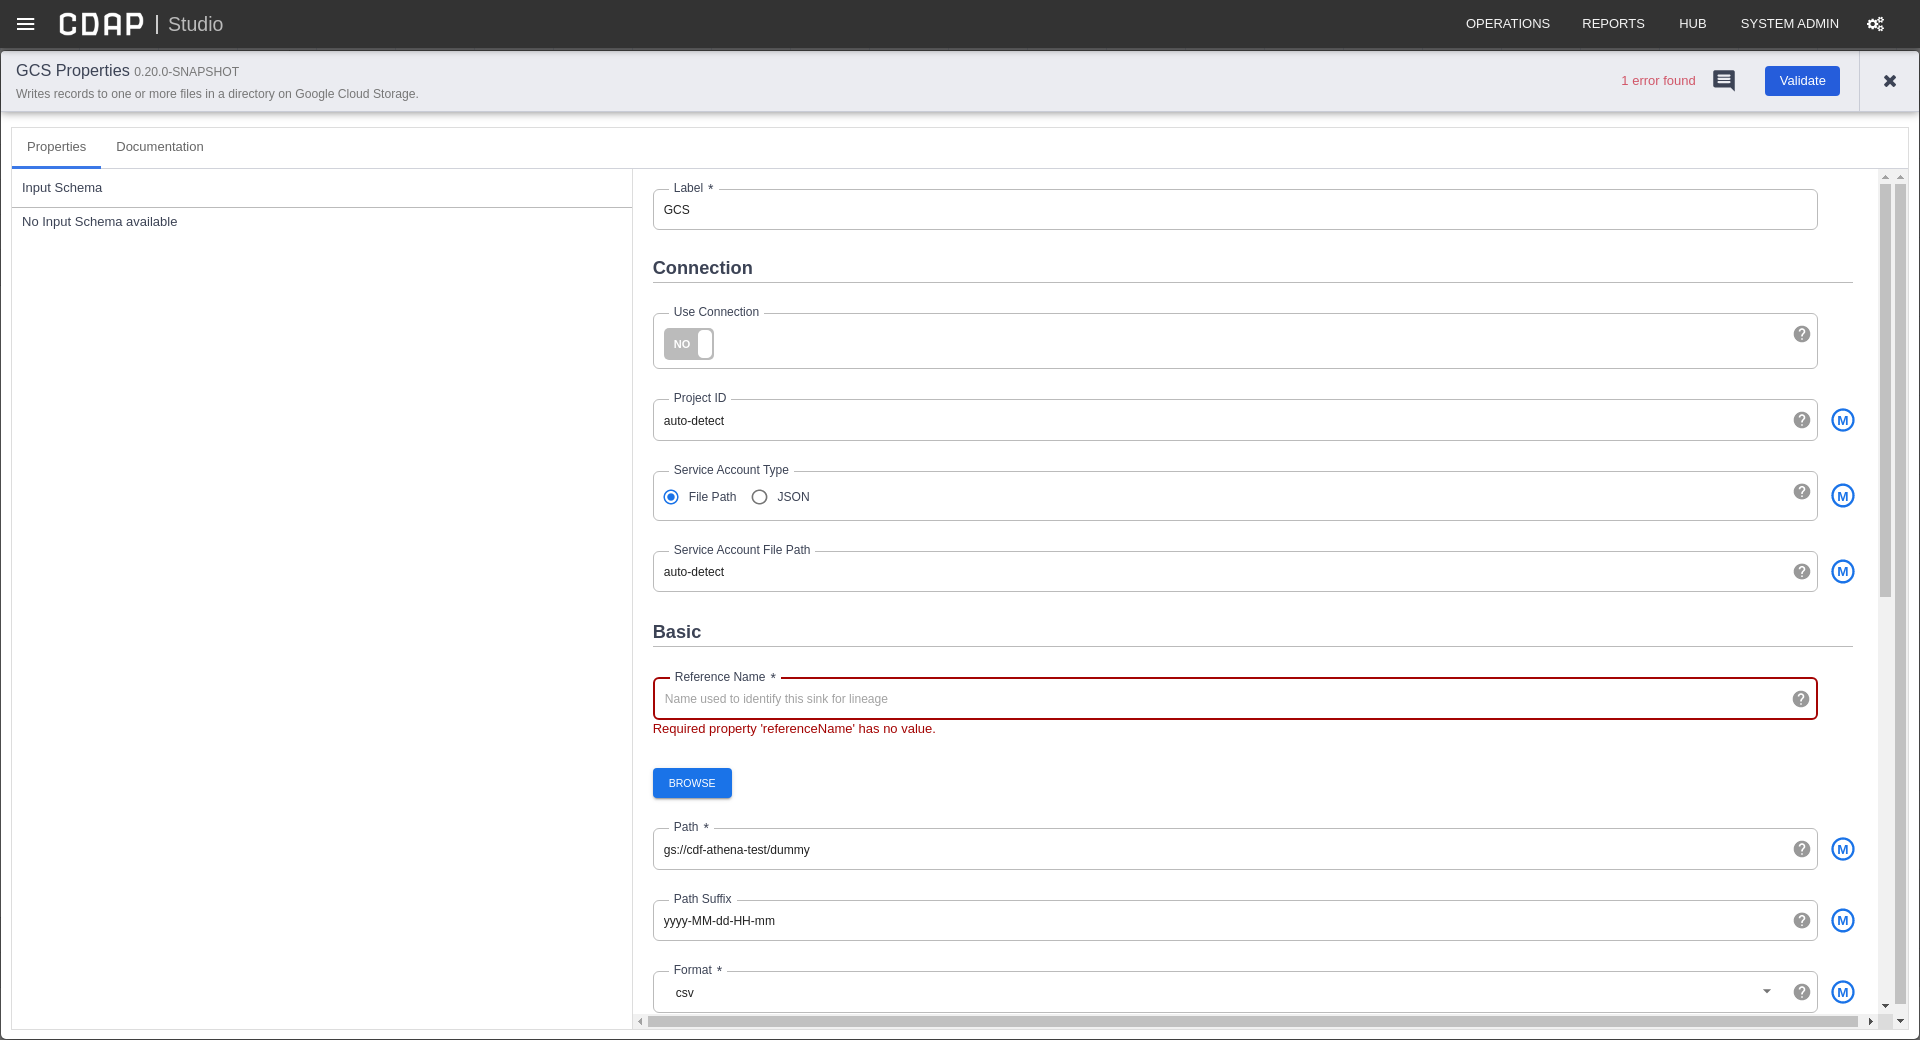 CDAP | Studio
OPERATIONS REPORTS HUB SYSTEM ADMIN
GCS Properties 0.20.0-SNAPSHOT
Writes records to one or more files in a directory on Google Cloud Storage.
1 error found
Validate
Properties Documentation
Input Schema
No Input Schema available
Label *
GCS
Connection
Use Connection
NO
Project ID
auto-detect
M
Service Account Type
File Path JSON
M
Service Account File Path
auto-detect
M
Basic
Reference Name *
Name used to identify this sink for lineage
Required property 'referenceName' has no value.
BROWSE
Path *
gs://cdf-athena-test/dummy
M
Path Suffix
yyyy-MM-dd-HH-mm
M
Format *
csv
M